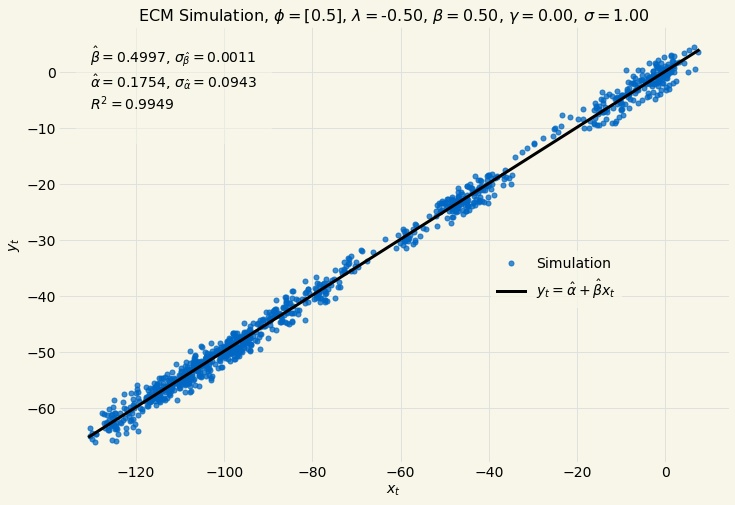 ECM Simulation, ϕ = [0.5], λ = -0.50, β = 0.50, γ = 0.00, σ = 1.00
β̂ = 0.4997, σ_β̂ = 0.0011
α̂ = 0.1754, σ_α̂ = 0.0943
R² = 0.9949
0
−10
−20
−30
−40
−50
−60
y_t
Simulation
y_t = α̂ + β̂x_t
−120 −100 −80 −60 −40 −20 0
x_t